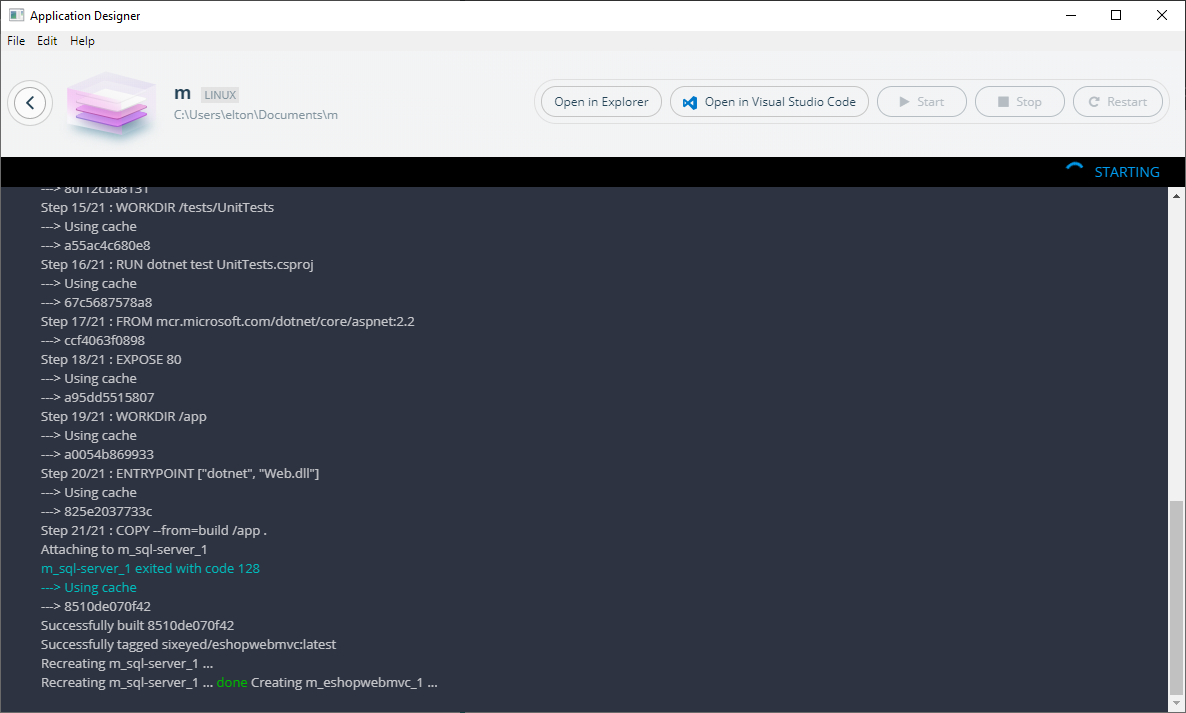 Application Designer
File Edit Help
m LINUX
C:\Users\elton\Documents\m
Open in Explorer Open in Visual Studio Code Start Stop Restart
STARTING
---> 80f12cba8131
Step 15/21 : WORKDIR /tests/UnitTests
---> Using cache
---> a55ac4c680e8
Step 16/21 : RUN dotnet test UnitTests.csproj
---> Using cache
---> 67c5687578a8
Step 17/21 : FROM mcr.microsoft.com/dotnet/core/aspnet:2.2
---> ccf4063f0898
Step 18/21 : EXPOSE 80
---> Using cache
---> a95dd5515807
Step 19/21 : WORKDIR /app
---> Using cache
---> a0054b869933
Step 20/21 : ENTRYPOINT ["dotnet", "Web.dll"]
---> Using cache
---> 825e2037733c
Step 21/21 : COPY --from=build /app .
Attaching to m_sql-server_1
m_sql-server_1 exited with code 128
---> Using cache
---> 8510de070f42
Successfully built 8510de070f42
Successfully tagged sixeyed/eshopwebmvc:latest
Recreating m_sql-server_1 ...
Recreating m_sql-server_1 ... done Creating m_eshopwebmvc_1 ...